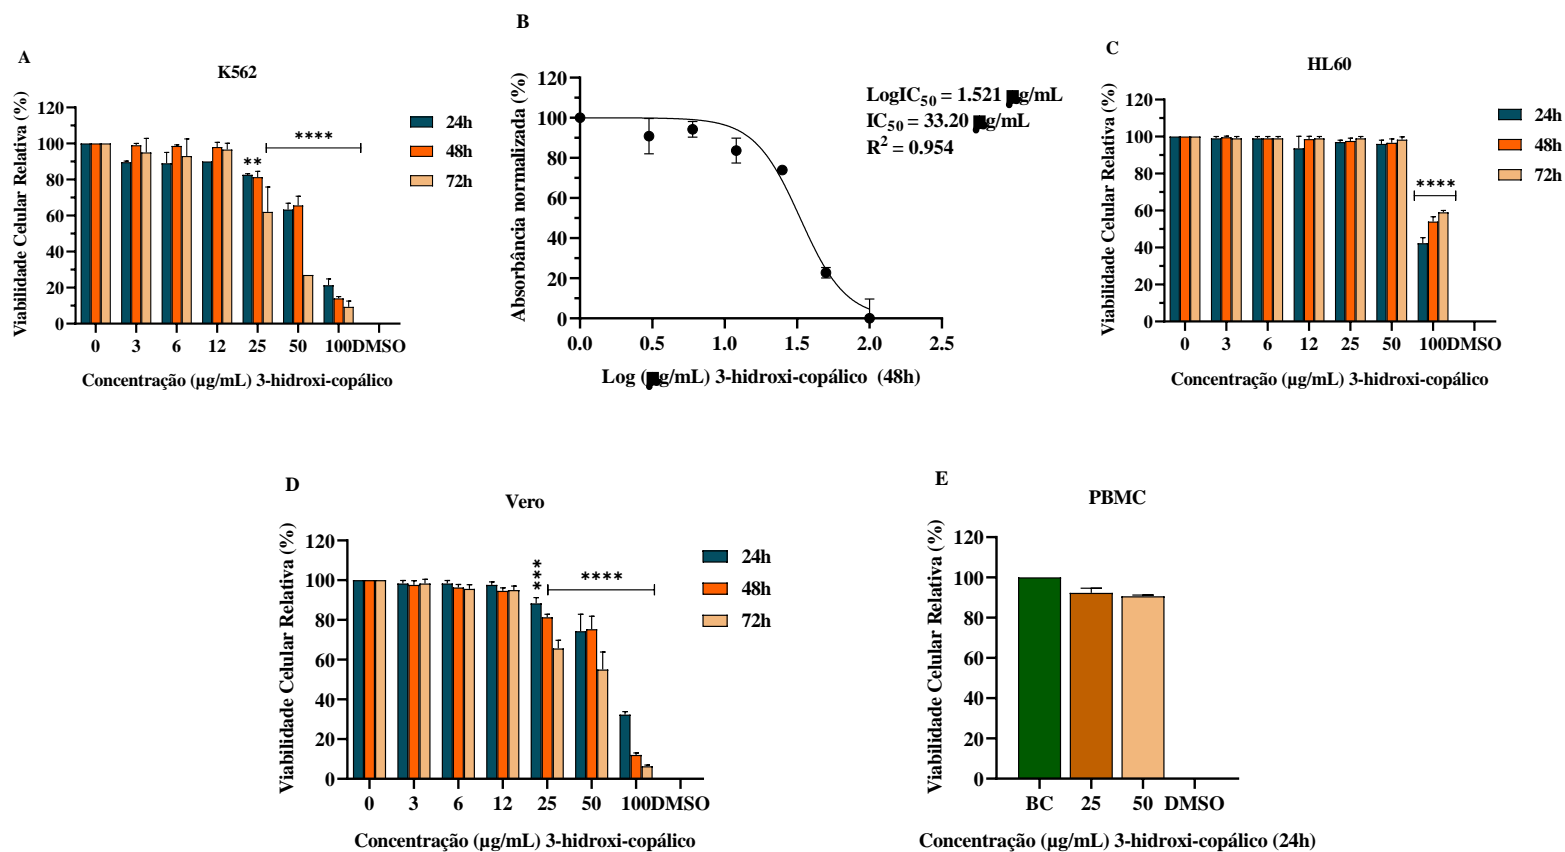 A
K562
Viabilidade Celular Relativa (%)
120
100
80
60
40
20
0
**
****
24h
48h
72h
0 3 6 12 25 50 100 DMSO
Concentração (µg/mL) 3-hidroxi-copálico
B
Absorbância normalizada (%)
120
100
80
60
40
20
0
LogIC50 = 1.521 g/mL
IC50 = 33.20 g/mL
R2 = 0.954
0.0 0.5 1.0 1.5 2.0 2.5
Log ( g/mL) 3-hidroxi-copálico (48h)
C
HL60
Viabilidade Celular Relativa (%)
120
100
80
60
40
20
0
****
24h
48h
72h
0 3 6 12 25 50 100 DMSO
Concentração (µg/mL) 3-hidroxi-copálico
D
Vero
Viabilidade Celular Relativa (%)
120
100
80
60
40
20
0
***
****
24h
48h
72h
0 3 6 12 25 50 100 DMSO
Concentração (µg/mL) 3-hidroxi-copálico
E
PBMC
Viabilidade Celular Relativa (%)
120
100
80
60
40
20
0
BC 25 50 DMSO
Concentração (µg/mL) 3-hidroxi-copálico (24h)